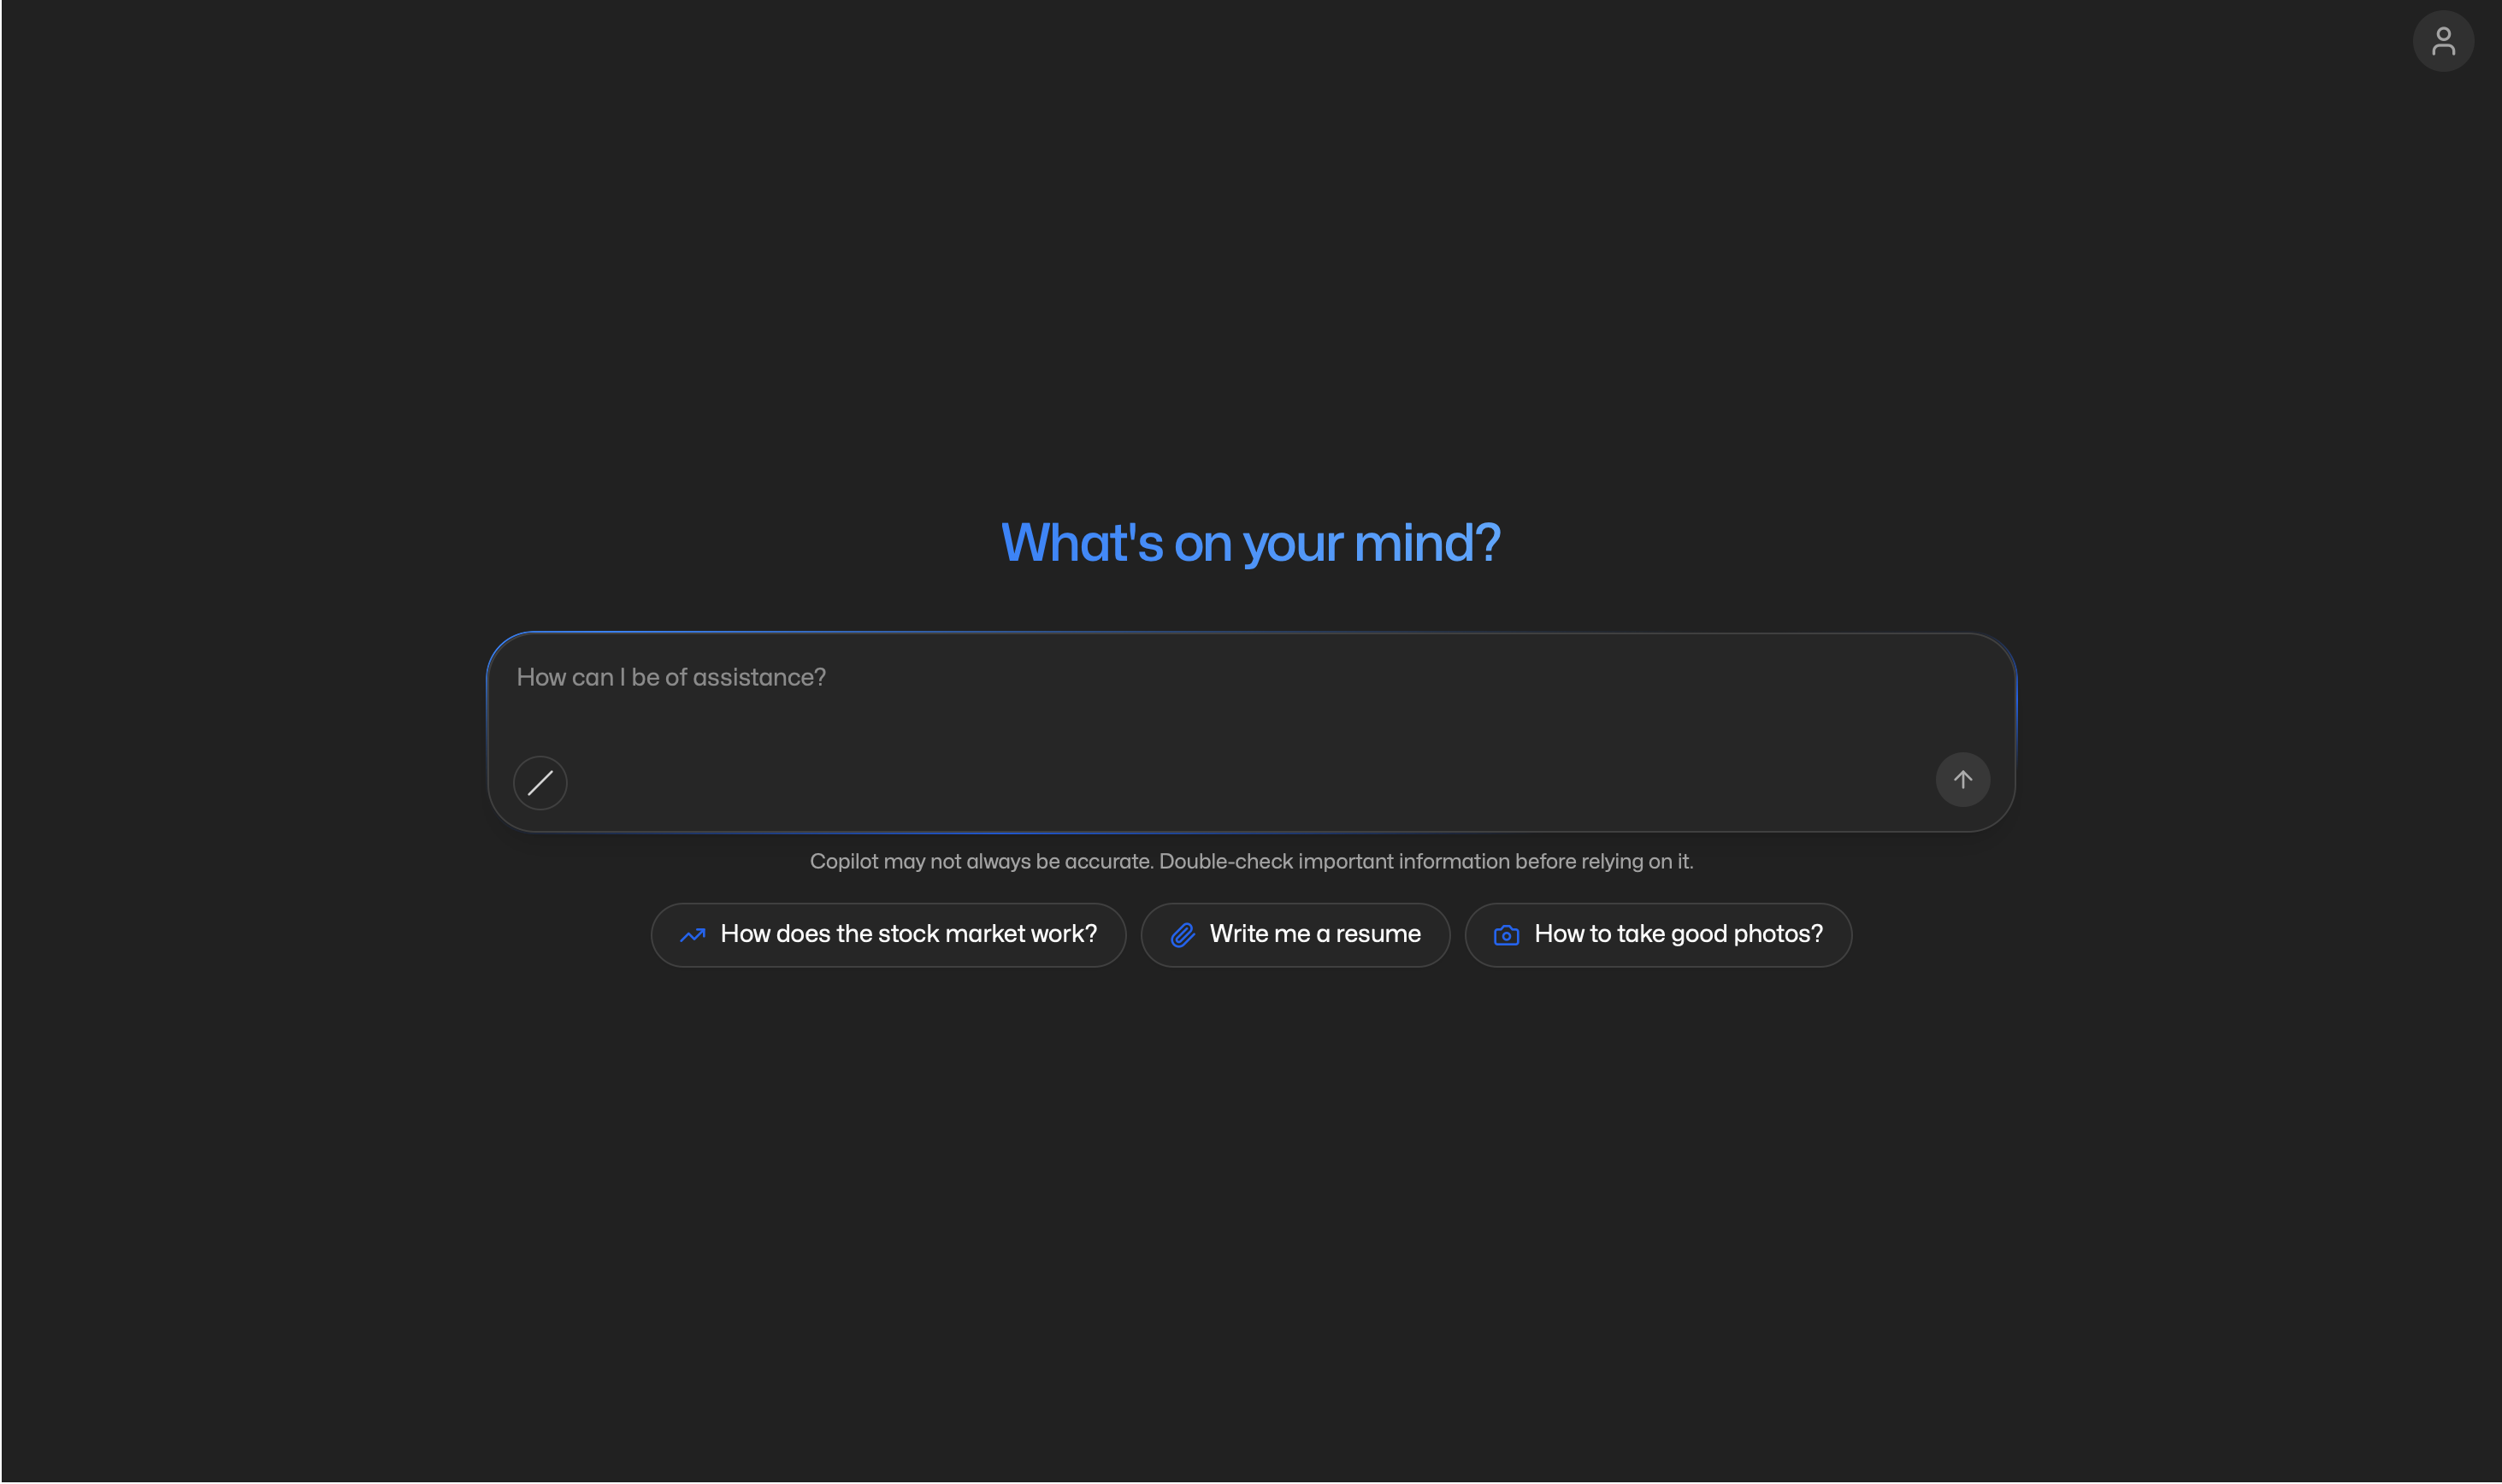 What's on your mind?
How can I be of assistance?
Copilot may not always be accurate. Double-check important information before relying on it.
How does the stock market work?
Write me a resume
How to take good photos?